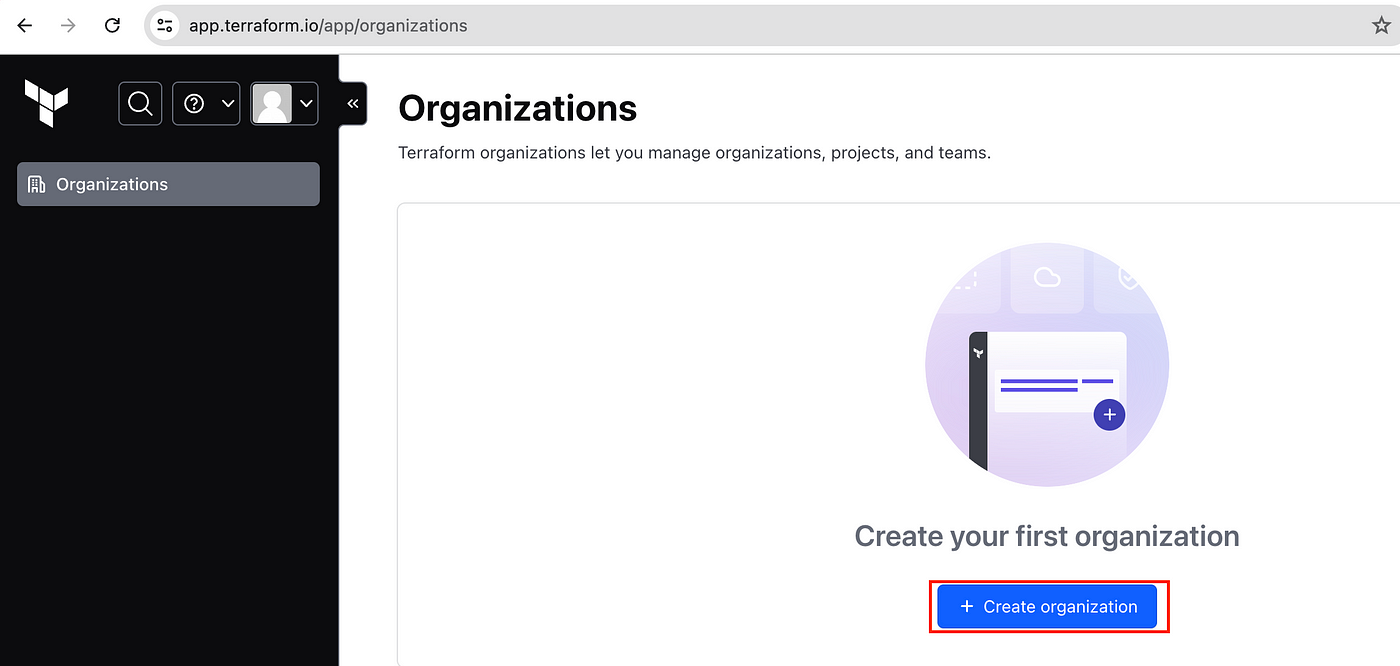 app.terraform.io/app/organizations
Organizations
Organizations
Terraform organizations let you manage organizations, projects, and teams.
Create your first organization
+ Create organization